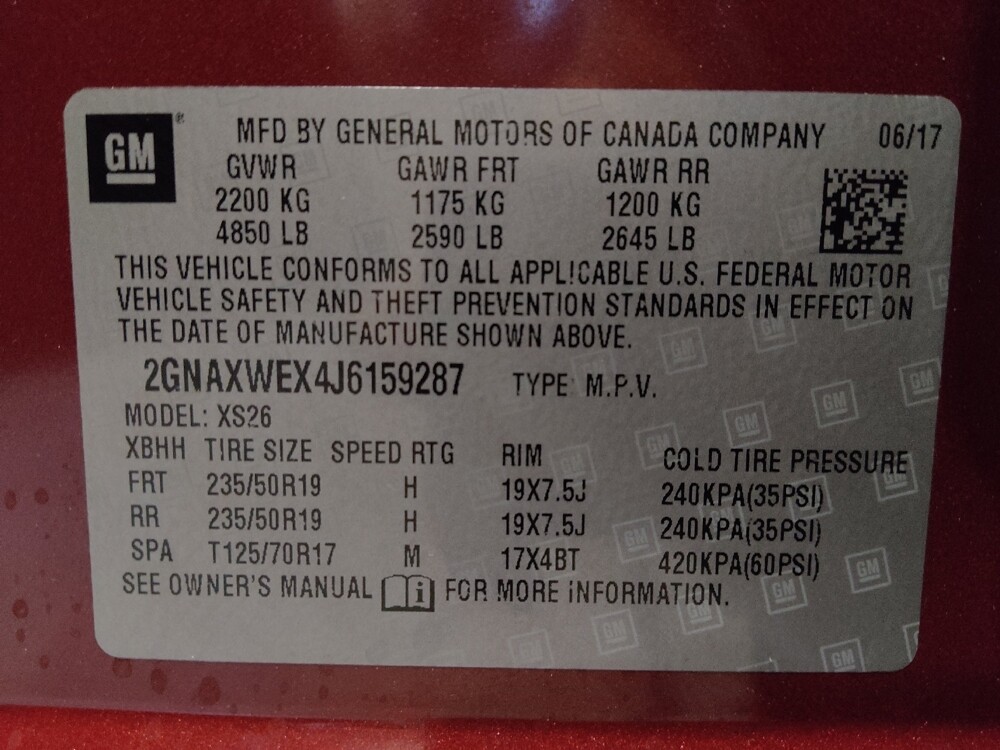 GM®
MFD BY GENERAL MOTORS OF CANADA COMPANY 06/17
GVWR GAWR FRT GAWR RR
2200 KG 1175 KG 1200 KG
4850 LB 2590 LB 2645 LB
THIS VEHICLE CONFORMS TO ALL APPLICABLE U.S. FEDERAL MOTOR
VEHICLE SAFETY AND THEFT PREVENTION STANDARDS IN EFFECT ON
THE DATE OF MANUFACTURE SHOWN ABOVE.
2GNAXWEX4J6159287 TYPE: M.P.V.
MODEL: XS26
XBHH TIRE SIZE SPEED RTG RIM COLD TIRE PRESSURE
FRT 235/50R19 H 19X7.5J 240KPA(35PSI)
RR 235/50R19 H 19X7.5J 240KPA(35PSI)
SPA T125/70R17 M 17X4BT 420KPA(60PSI)
SEE OWNER'S MANUAL i FOR MORE INFORMATION.